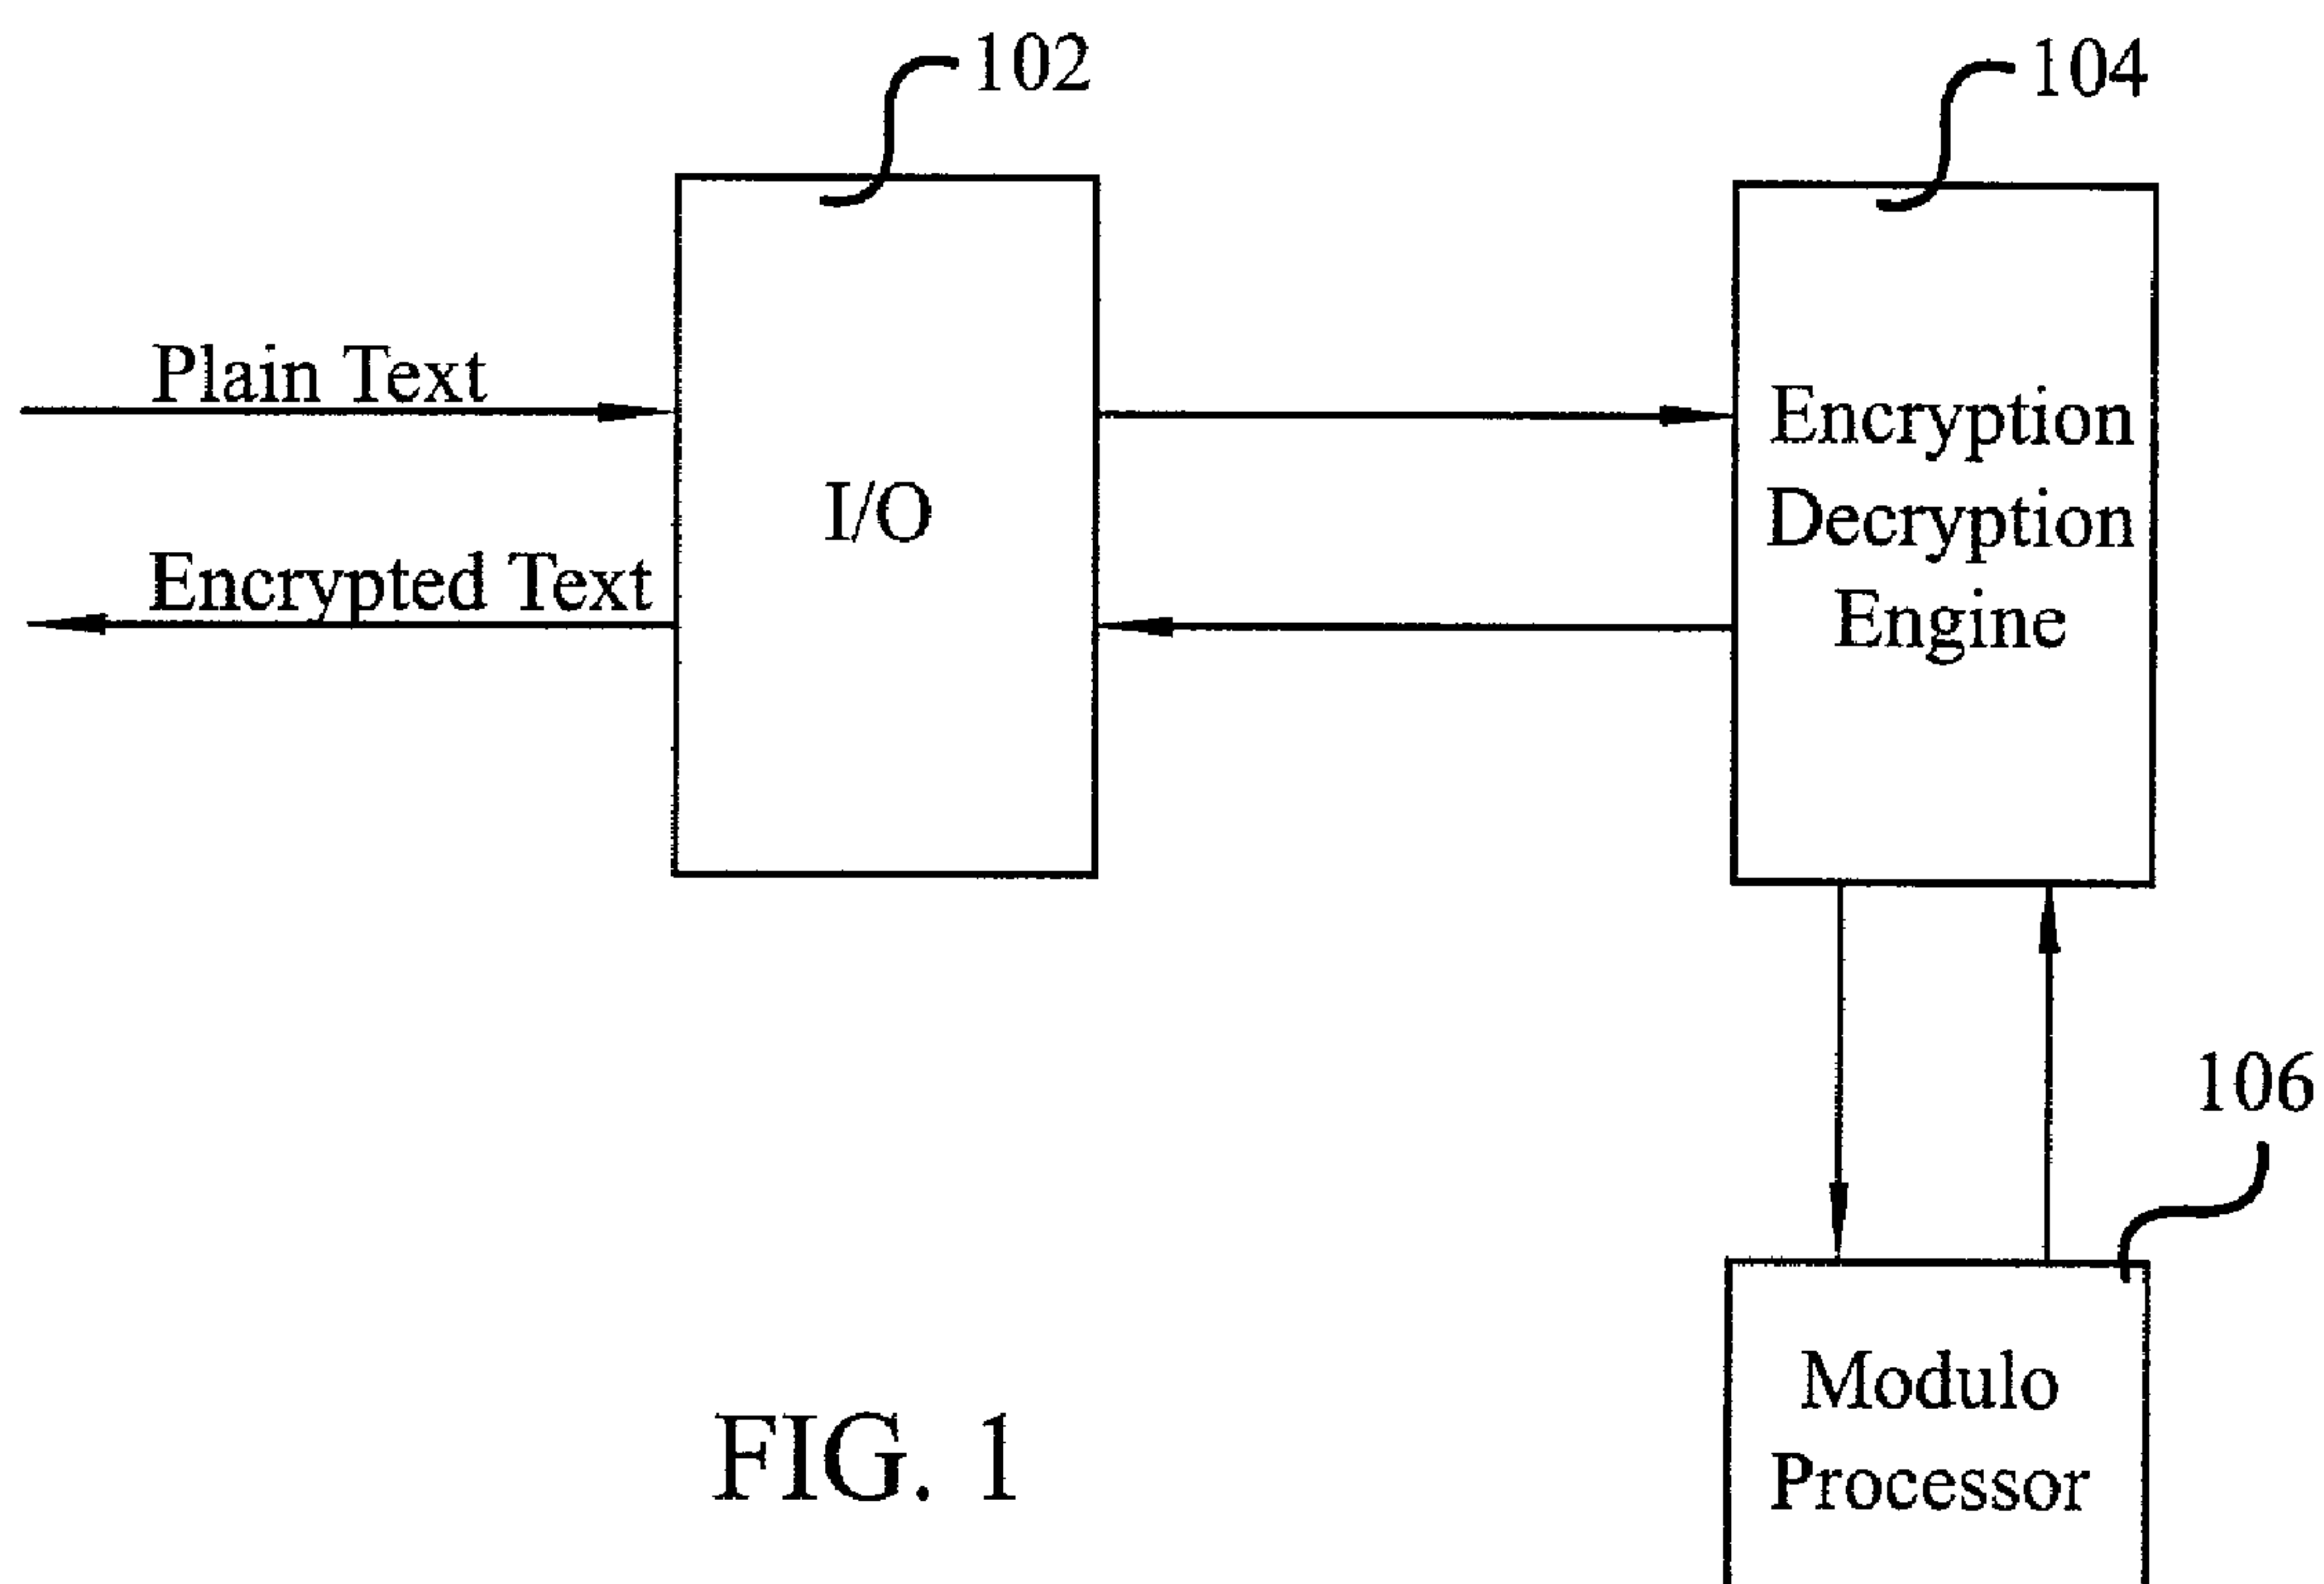 102
104
Plain Text
Encryption
Decryption
Engine
I/O
Encrypted Text
106
Modulo
Processor
FIG. 1